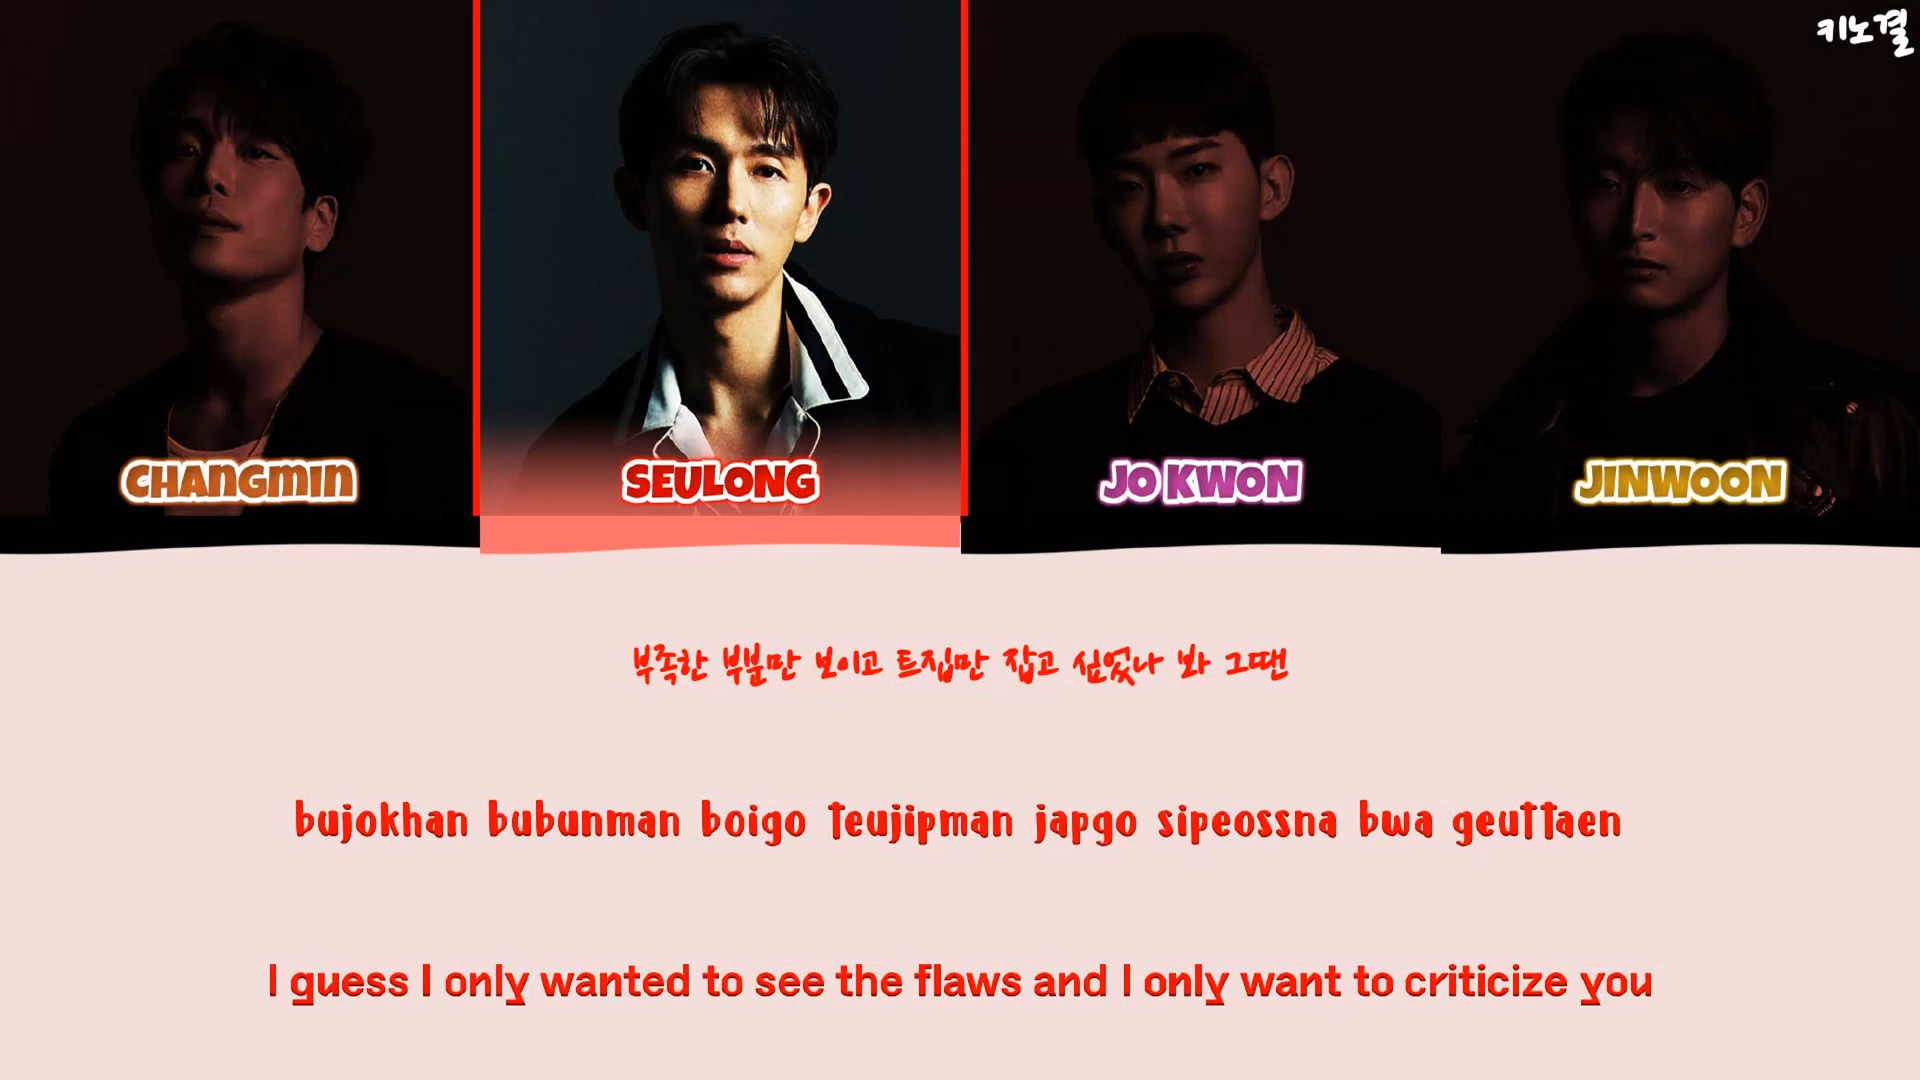 키노결
CHANGMIN SEULONG JO KWON JINWOON
부족한 부분만 보이고 트집만 잡고 싶었나 봐 그땐
bujokhan bubunman boigo teujipman japgo sipeossna bwa geuttaen
I guess I only wanted to see the flaws and I only want to criticize you